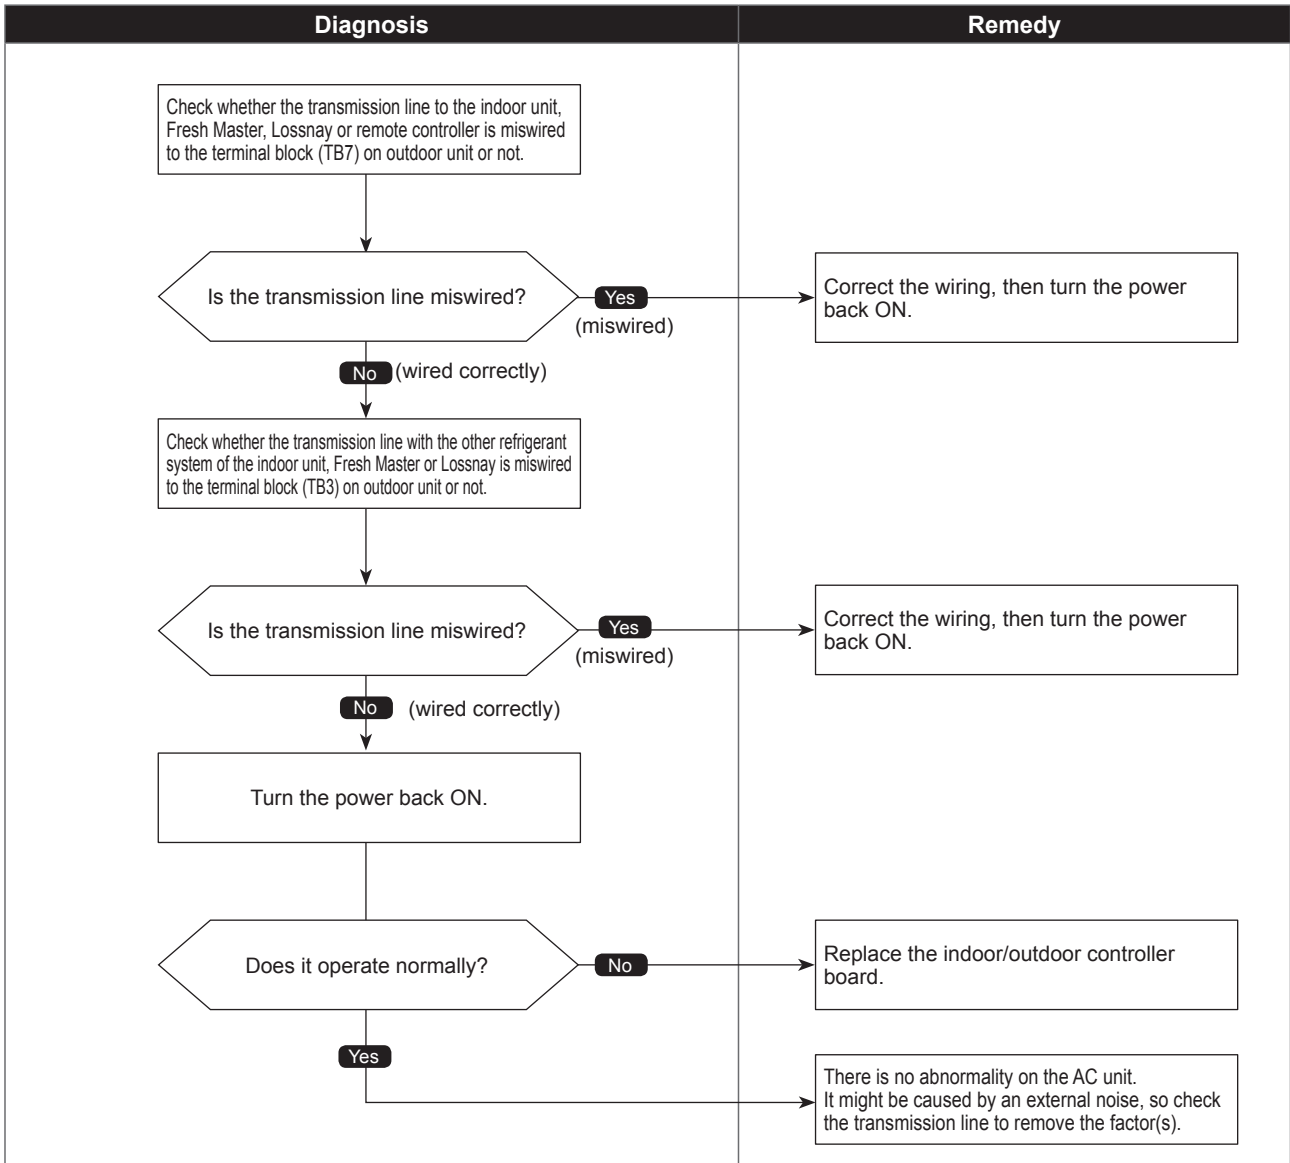 Diagnosis
Remedy
Check whether the transmission line to the indoor unit,
Fresh Master, Lossnay or remote controller is miswired
to the terminal block (TB7) on outdoor unit or not.
Is the transmission line miswired?
Yes
(miswired)
Correct the wiring, then turn the power
back ON.
No (wired correctly)
Check whether the transmission line with the other refrigerant
system of the indoor unit, Fresh Master or Lossnay is miswired
to the terminal block (TB3) on outdoor unit or not.
Is the transmission line miswired?
Yes
(miswired)
Correct the wiring, then turn the power
back ON.
No (wired correctly)
Turn the power back ON.
Does it operate normally?
No
Replace the indoor/outdoor controller
board.
Yes
There is no abnormality on the AC unit.
It might be caused by an external noise, so check
the transmission line to remove the factor(s).